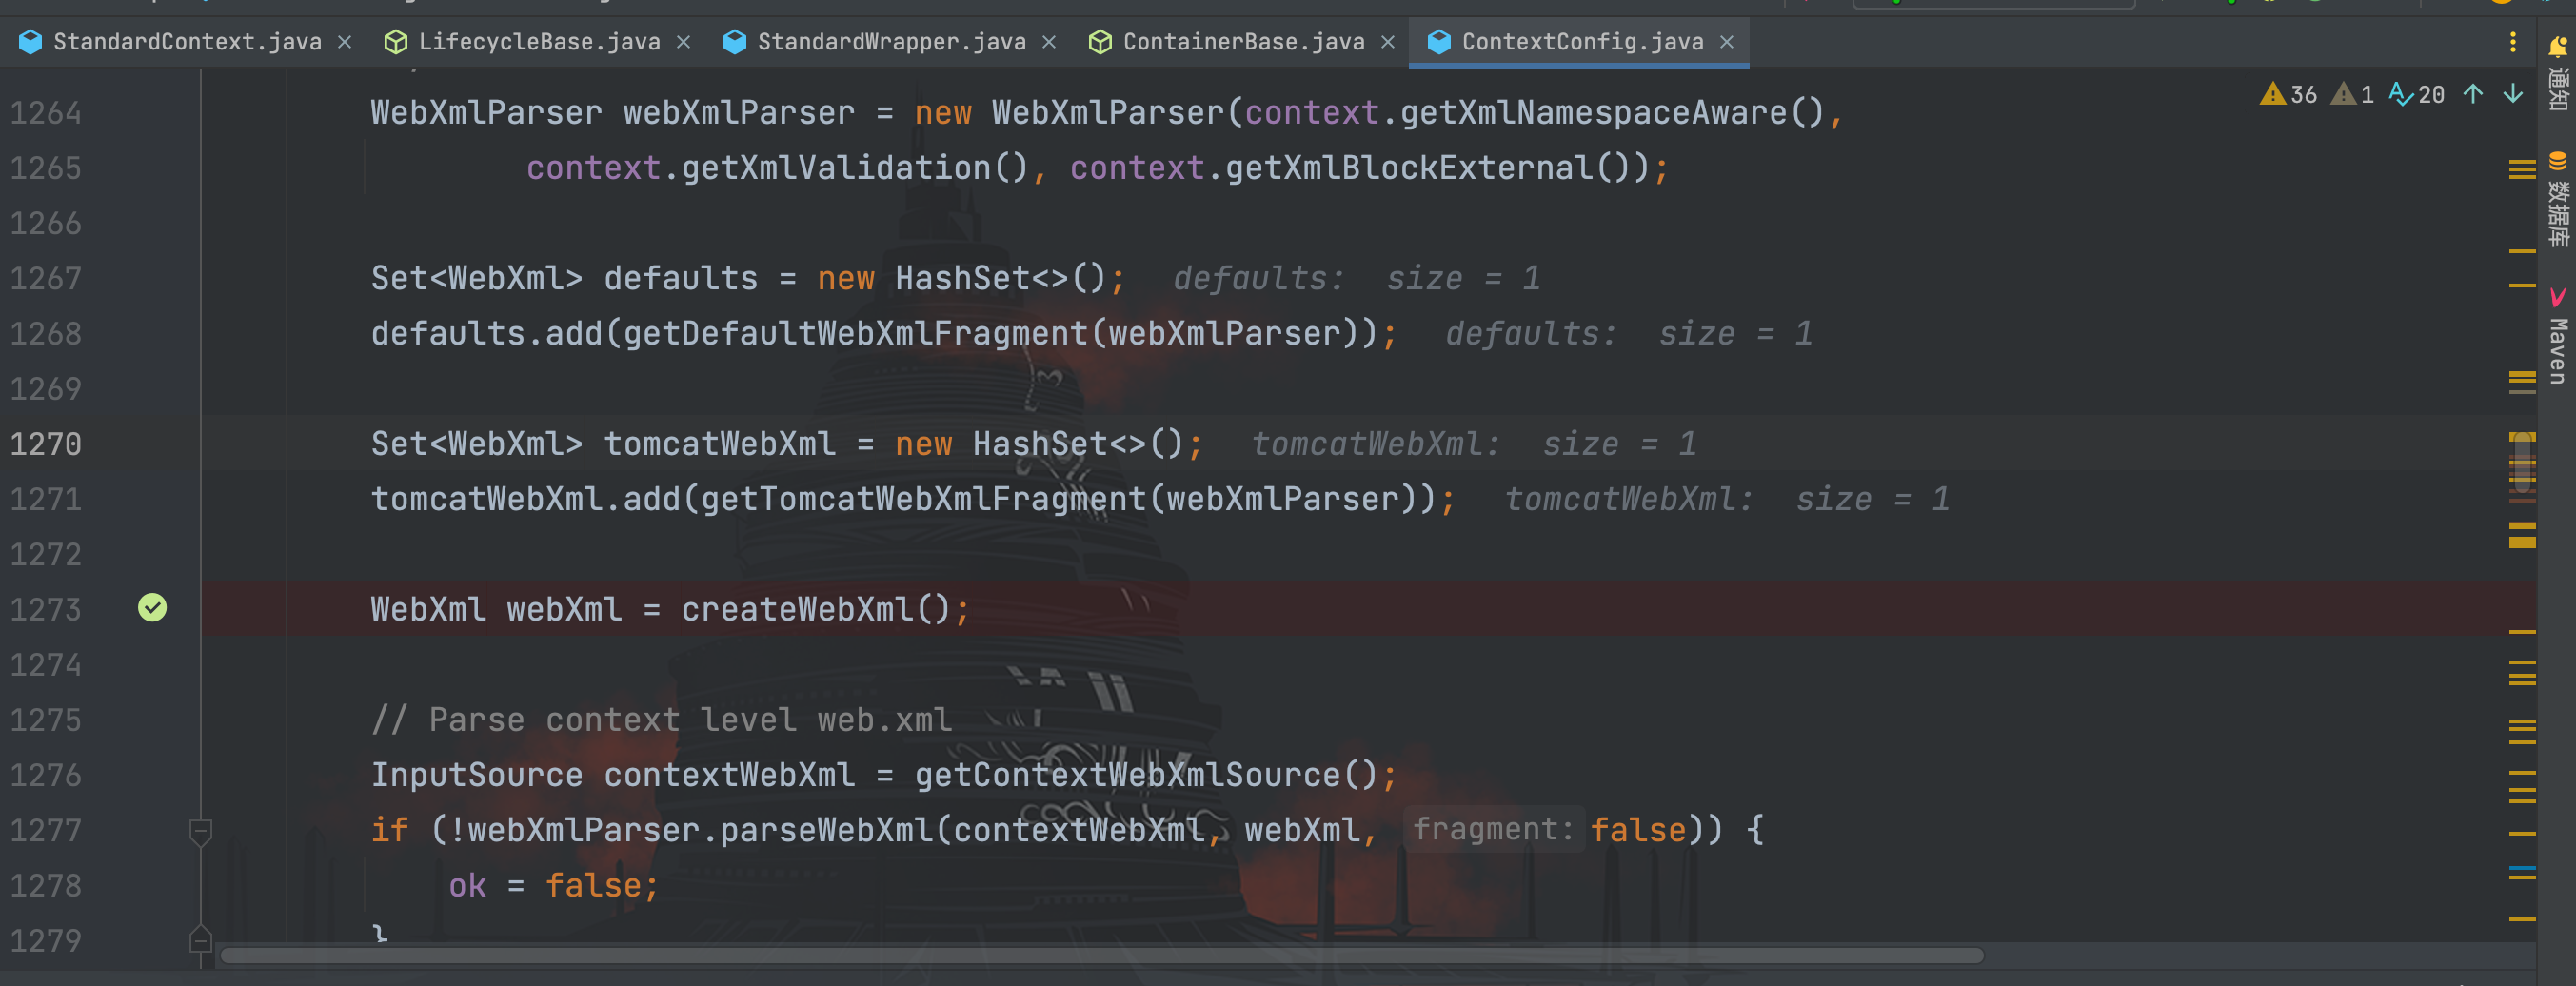 StandardContext.java LifecycleBase.java StandardWrapper.java ContainerBase.java ContextConfig.java
36 1 20
1264 WebXmlParser webXmlParser = new WebXmlParser(context.getXmlNamespaceAware(),
1265 context.getXmlValidation(), context.getXmlBlockExternal());
1266
1267 Set<WebXml> defaults = new HashSet<>(); defaults: size = 1
1268 defaults.add(getDefaultWebXmlFragment(webXmlParser)); defaults: size = 1
1269
1270 Set<WebXml> tomcatWebXml = new HashSet<>(); tomcatWebXml: size = 1
1271 tomcatWebXml.add(getTomcatWebXmlFragment(webXmlParser)); tomcatWebXml: size = 1
1272
1273 WebXml webXml = createWebXml();
1274
1275 // Parse context level web.xml
1276 InputSource contextWebXml = getContextWebXmlSource();
1277 if (!webXmlParser.parseWebXml(contextWebXml, webXml, fragment: false)) {
1278 ok = false;
1279 }
通知
数据库
Maven